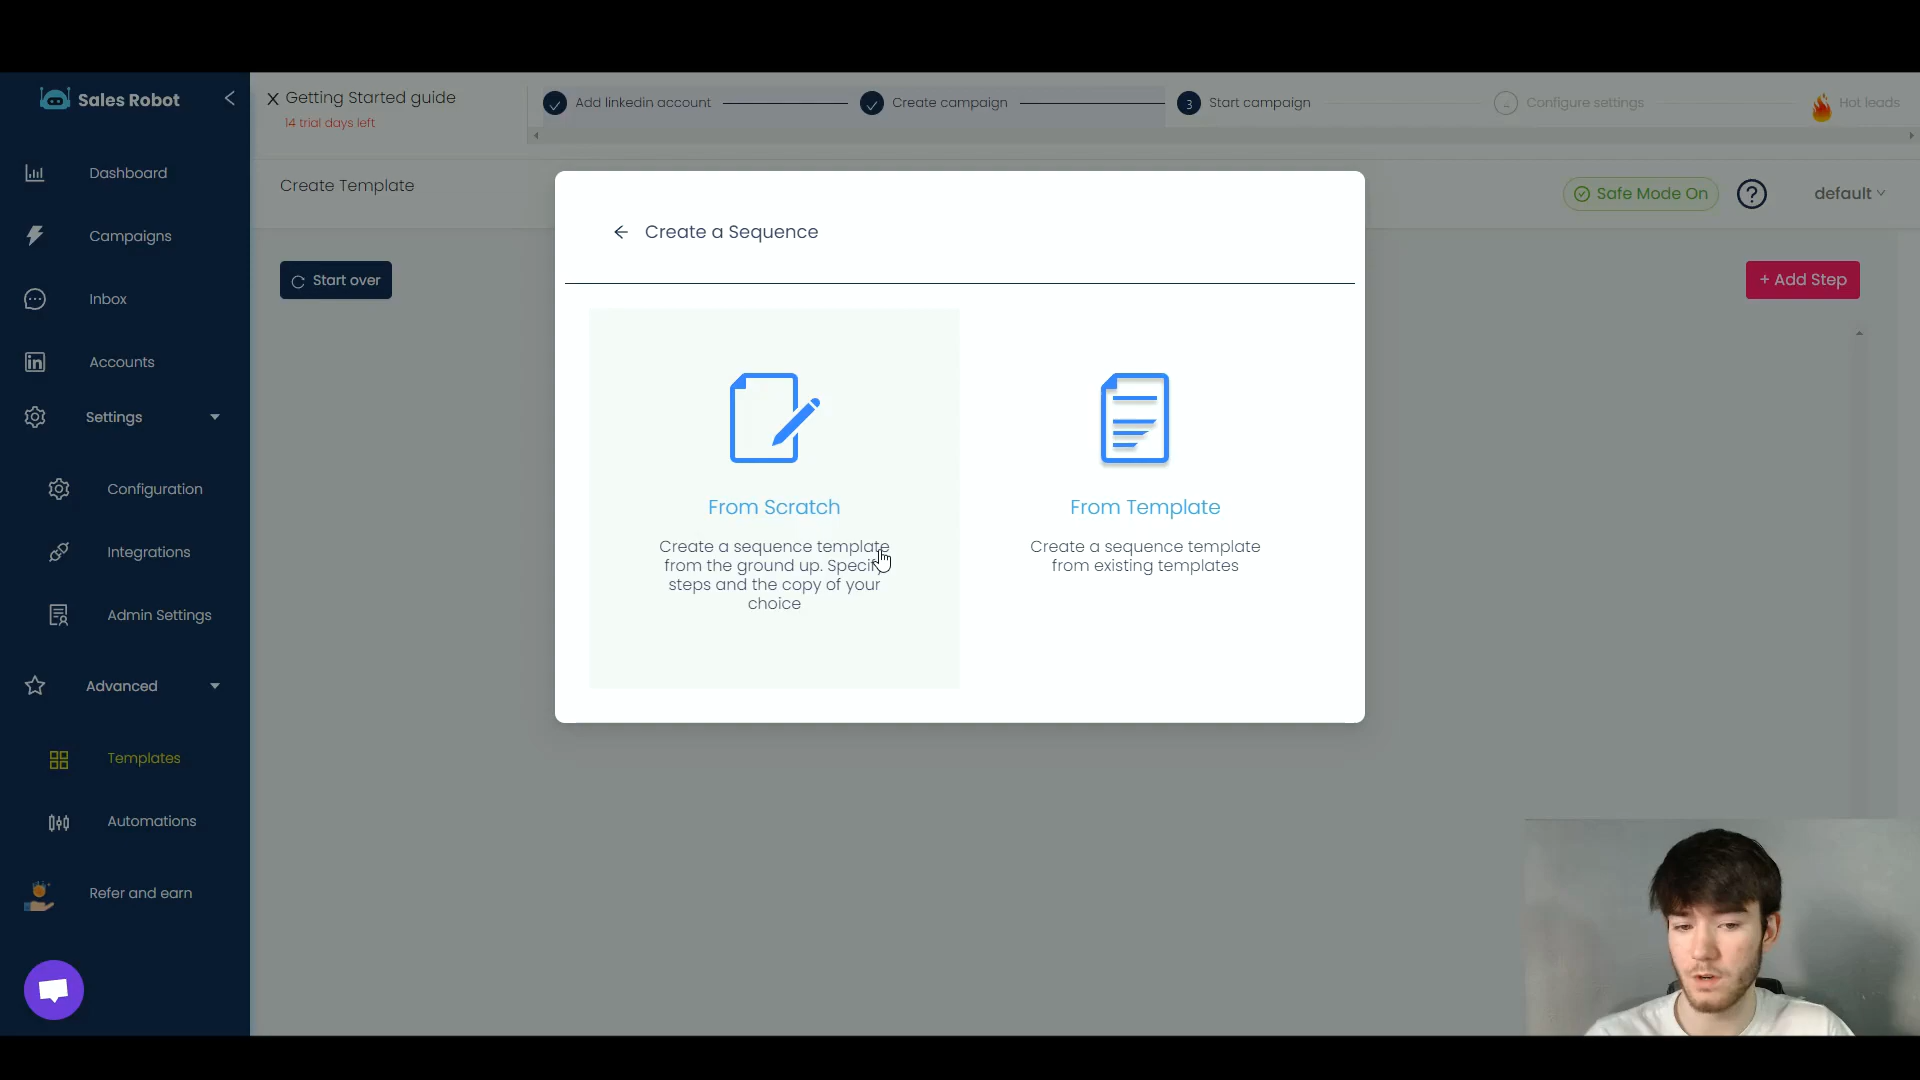 Sales Robot
Getting Started guide
14 trial days left
Add linkedin account
Create campaign
3
Start campaign
4
Configure settings
Hot leads
Dashboard
Campaigns
Inbox
Accounts
Settings
Configuration
Integrations
Admin Settings
Advanced
Templates
Automations
Refer and earn
Create Template
Safe Mode On
?
default
Start over
+ Add Step
Create a Sequence
From Scratch
Create a sequence template
from the ground up. Specify
steps and the copy of your
choice
From Template
Create a sequence template
from existing templates